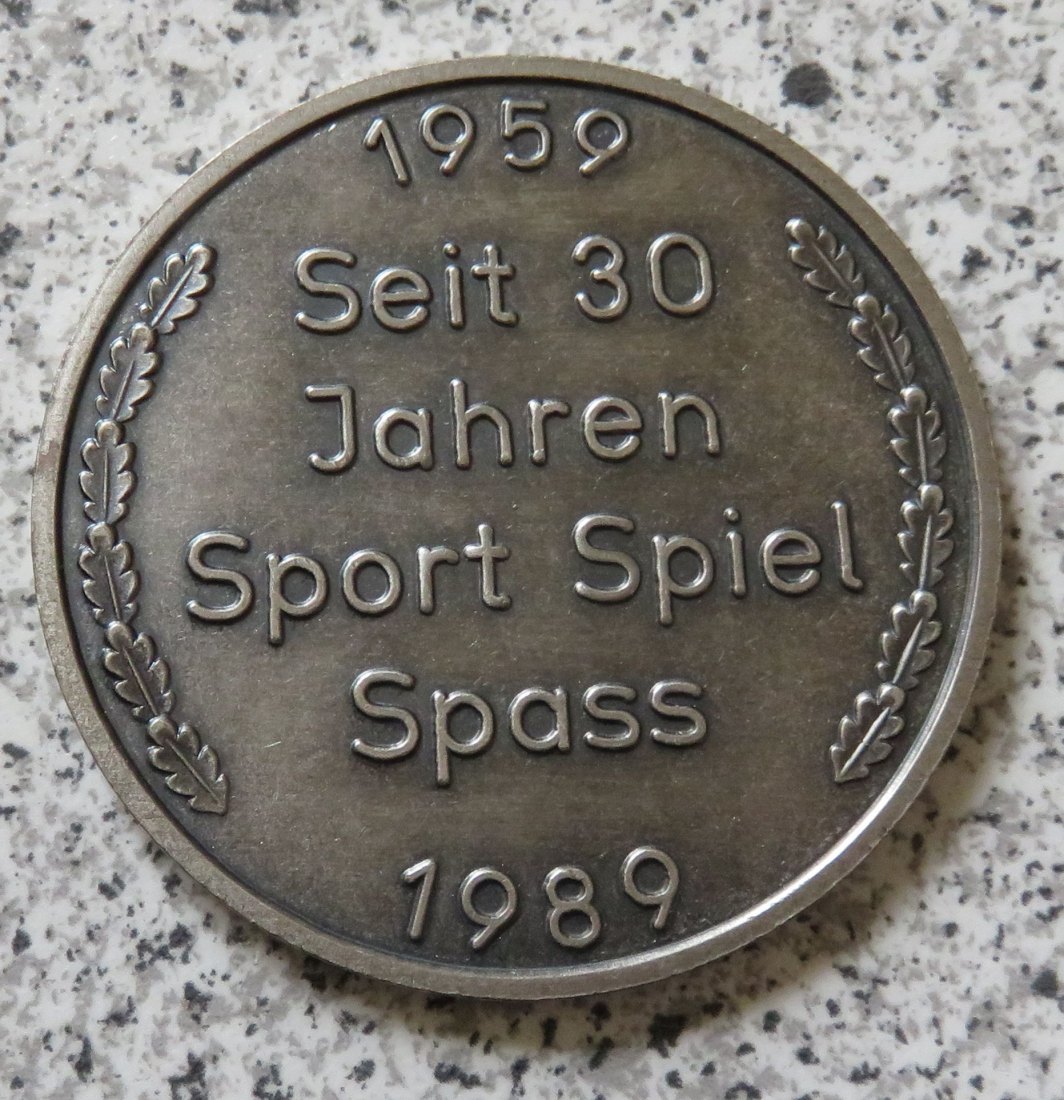 1959
Seit 30
Jahren
Sport Spiel
Spass
1989